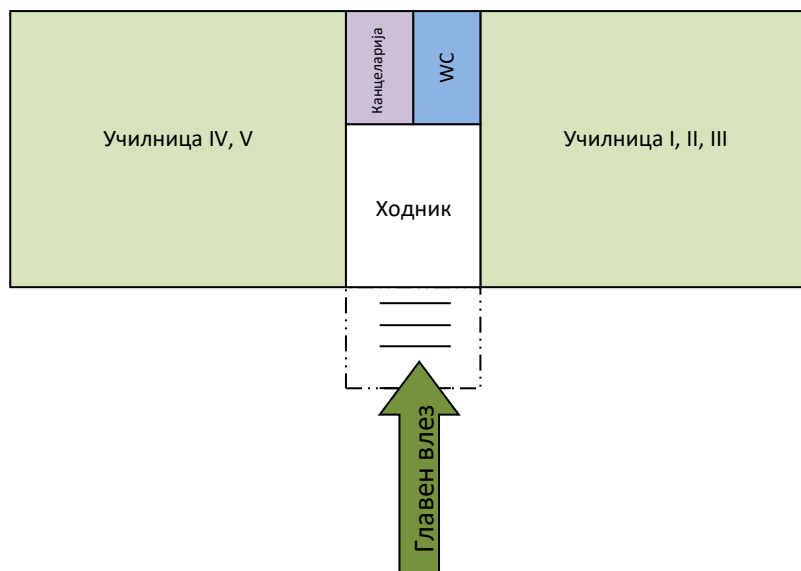 Канцеларија
WC
Училница IV, V
Училница I, II, III
Ходник
Главен влез